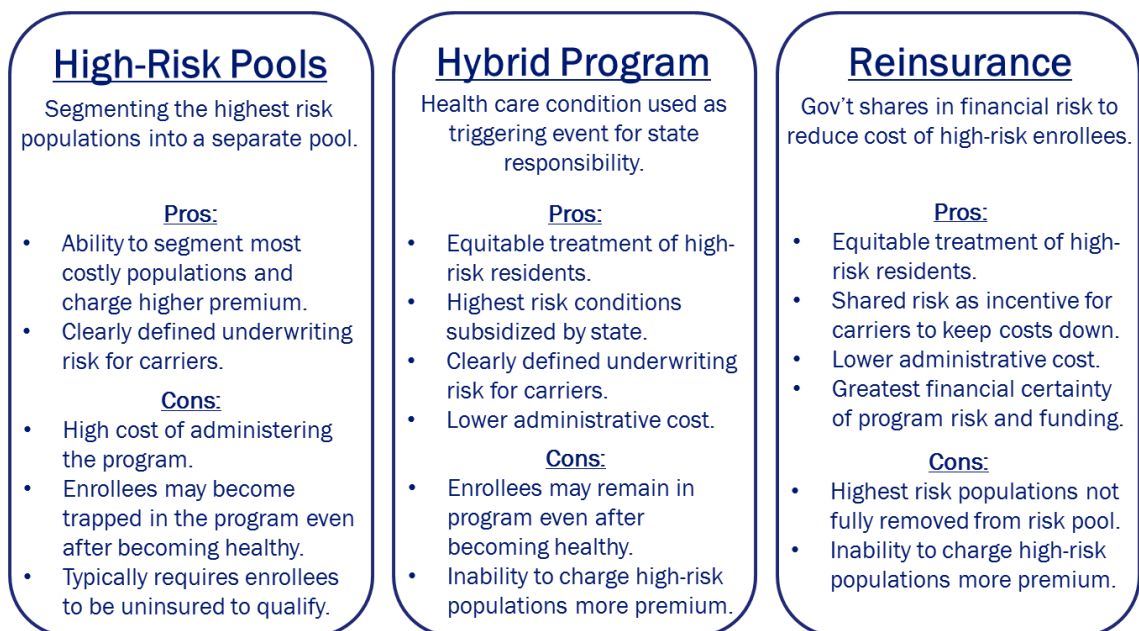 High-Risk Pools
Segmenting the highest risk
populations into a separate pool.
Pros:
• Ability to segment most
costly populations and
charge higher premium.
• Clearly defined underwriting
risk for carriers.
Cons:
• High cost of administering
the program.
• Enrollees may become
trapped in the program even
after becoming healthy.
• Typically requires enrollees
to be uninsured to qualify.
Hybrid Program
Health care condition used as
triggering event for state
responsibility.
Pros:
• Equitable treatment of high-
risk residents.
• Highest risk conditions
subsidized by state.
• Clearly defined underwriting
risk for carriers.
• Lower administrative cost.
Cons:
• Enrollees may remain in
program even after
becoming healthy.
• Inability to charge high-risk
populations more premium.
Reinsurance
Gov’t shares in financial risk to
reduce cost of high-risk enrollees.
Pros:
• Equitable treatment of high-
risk residents.
• Shared risk as incentive for
carriers to keep costs down.
• Lower administrative cost.
• Greatest financial certainty
of program risk and funding.
Cons:
• Highest risk populations not
fully removed from risk pool.
• Inability to charge high-risk
populations more premium.